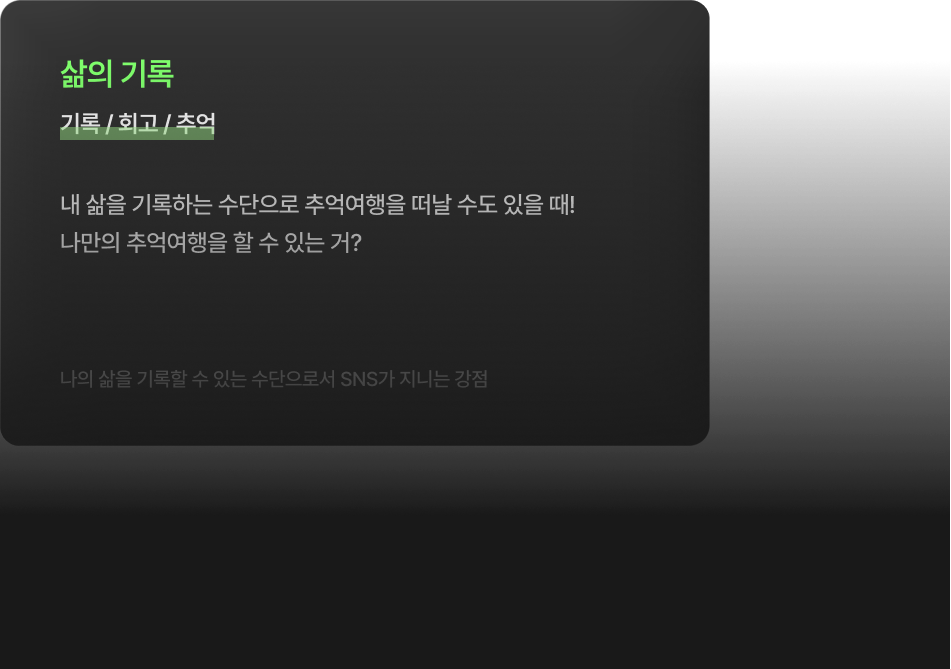 삶의 기록
기록 / 회고 / 추억
내 삶을 기록하는 수단으로 추억여행을 떠날 수도 있을 때!
나만의 추억여행을 할 수 있는 거?
나의 삶을 기록할 수 있는 수단으로서 SNS가 지니는 강점